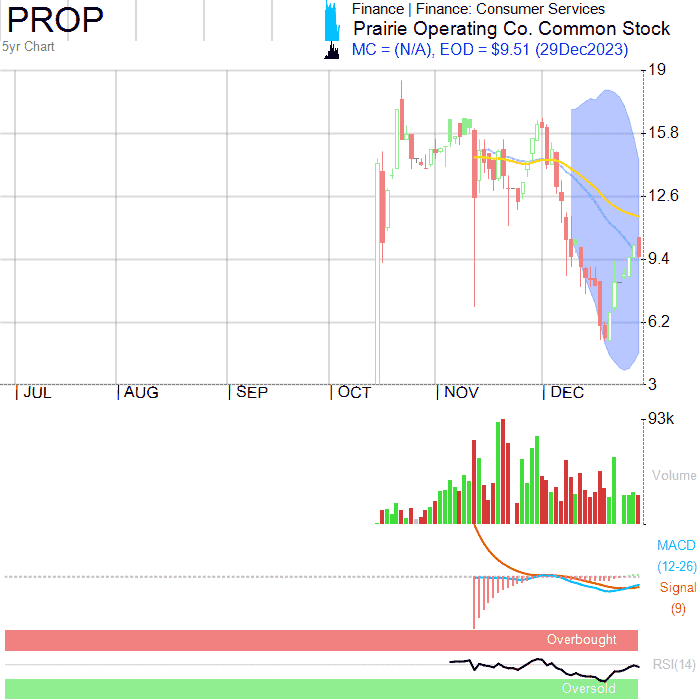 PROP
5yr Chart
Finance | Finance: Consumer Services
Prairie Operating Co. Common Stock
MC = (N/A), EOD = $9.51 (29Dec2023)
19
15.8
12.6
9.4
6.2
3
JUL AUG SEP OCT NOV DEC
93k
Volume
MACD
(12-26)
Signal
(9)
Overbought
RSI(14)
Oversold